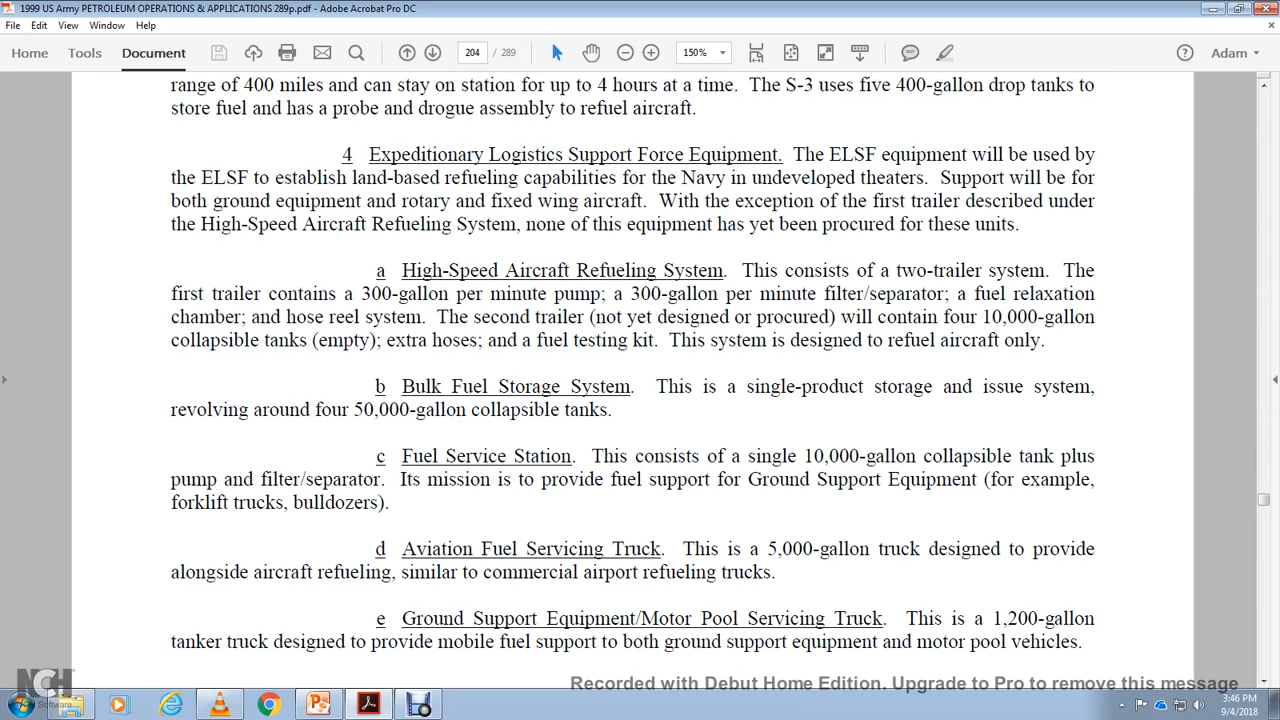 1999 US Army PETROLEUM OPERATIONS & APPLICATIONS 289p.pdf - Adobe Acrobat Pro DC
File Edit View Window Help
Home Tools Document 204 / 289 150% Adam
range of 400 miles and can stay on station for up to 4 hours at a time. The S-3 uses five 400-gallon drop tanks to
store fuel and has a probe and drogue assembly to refuel aircraft.
4 Expeditionary Logistics Support Force Equipment. The ELSF equipment will be used by
the ELSF to establish land-based refueling capabilities for the Navy in undeveloped theaters. Support will be for
both ground equipment and rotary and fixed wing aircraft. With the exception of the first trailer described under
the High-Speed Aircraft Refueling System, none of this equipment has yet been procured for these units.
a High-Speed Aircraft Refueling System. This consists of a two-trailer system. The
first trailer contains a 300-gallon per minute pump; a 300-gallon per minute filter/separator; a fuel relaxation
chamber; and hose reel system. The second trailer (not yet designed or procured) will contain four 10,000-gallon
collapsible tanks (empty); extra hoses; and a fuel testing kit. This system is designed to refuel aircraft only.
b Bulk Fuel Storage System. This is a single-product storage and issue system,
revolving around four 50,000-gallon collapsible tanks.
c Fuel Service Station. This consists of a single 10,000-gallon collapsible tank plus
pump and filter/separator. Its mission is to provide fuel support for Ground Support Equipment (for example,
forklift trucks, bulldozers).
d Aviation Fuel Servicing Truck. This is a 5,000-gallon truck designed to provide
alongside aircraft refueling, similar to commercial airport refueling trucks.
e Ground Support Equipment/Motor Pool Servicing Truck. This is a 1,200-gallon
tanker truck designed to provide mobile fuel support to both ground support equipment and motor pool vehicles.
NCH Software
Recorded with Debut Home Edition. Upgrade to Pro to remove this message
3:46 PM
9/4/2018